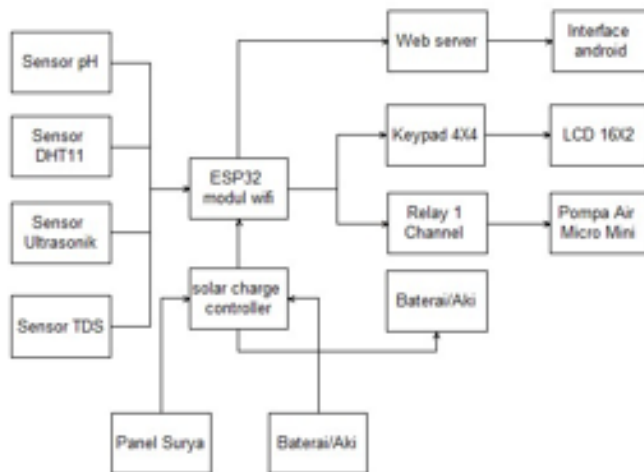 Sensor pH
Sensor
DHT11
Sensor
Ultrasonik
Sensor TDS
ESP32
modul wifi
solar charge
controller
Panel Surya
Baterai/Aki
Web server
Interface
android
Keypad 4X4
LCD 16X2
Relay 1
Channel
Pompa Air
Micro Mini
Baterai/Aki